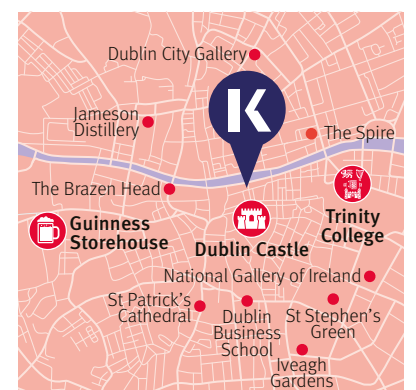 Dublin City Gallery
K
Jameson
Distillery
The Spire
The Brazen Head
Guinness
Storehouse
Dublin Castle
Trinity
College
National Gallery of Ireland
St Patrick's
Cathedral
Dublin
Business
School
St Stephen's
Green
Iveagh
Gardens